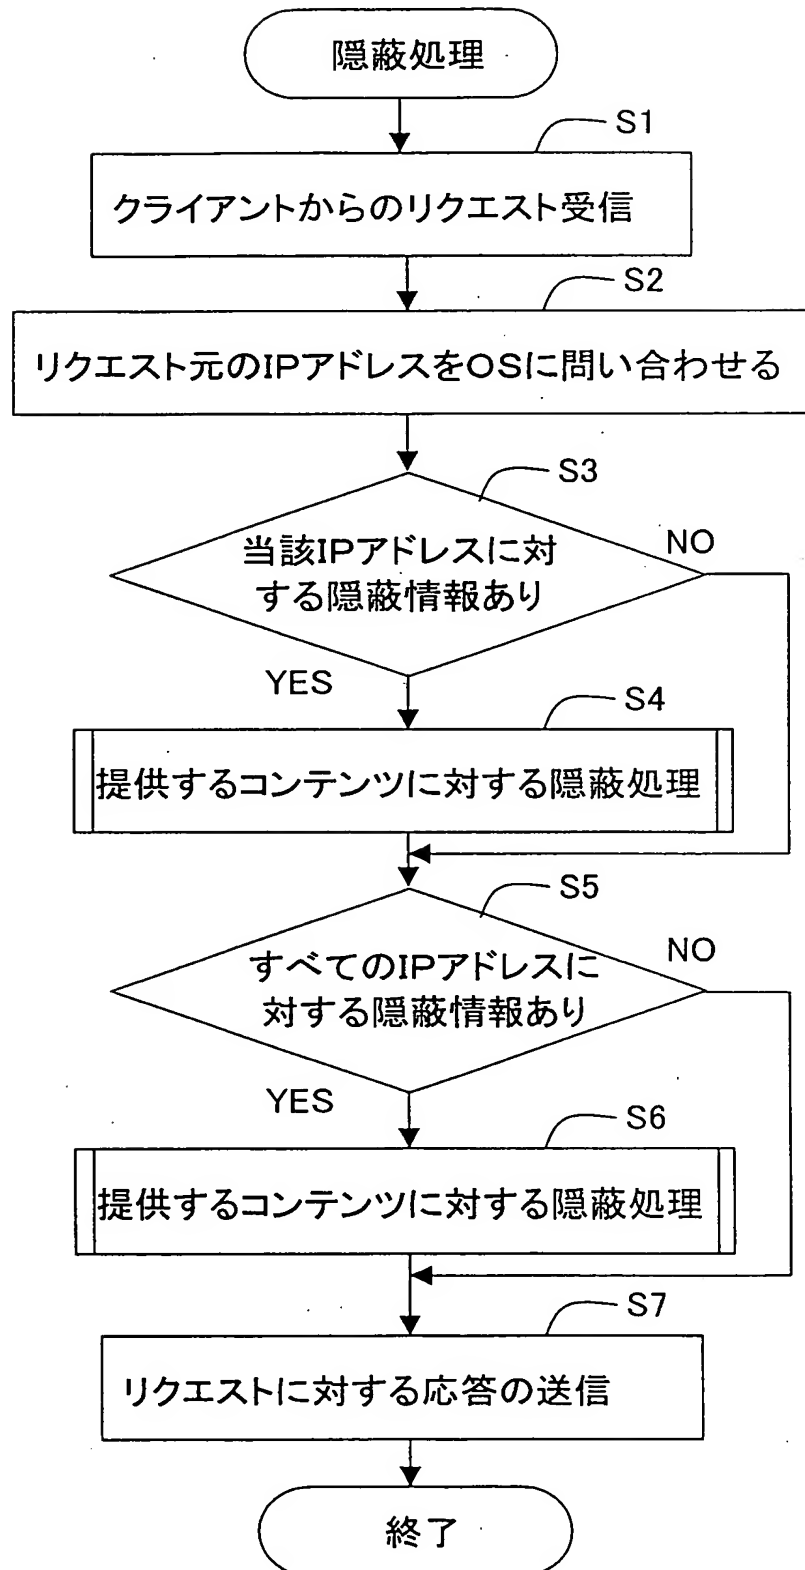 隠蔽処理
S1
クライアントからのリクエスト受信
S2
リクエスト元のIPアドレスをOSに問い合わせる
S3
当該IPアドレスに対
する隠蔽情報あり
NO
YES
S4
提供するコンテンツに対する隠蔽処理
S5
すべてのIPアドレスに
対する隠蔽情報あり
NO
YES
S6
提供するコンテンツに対する隠蔽処理
S7
リクエストに対する応答の送信
終了